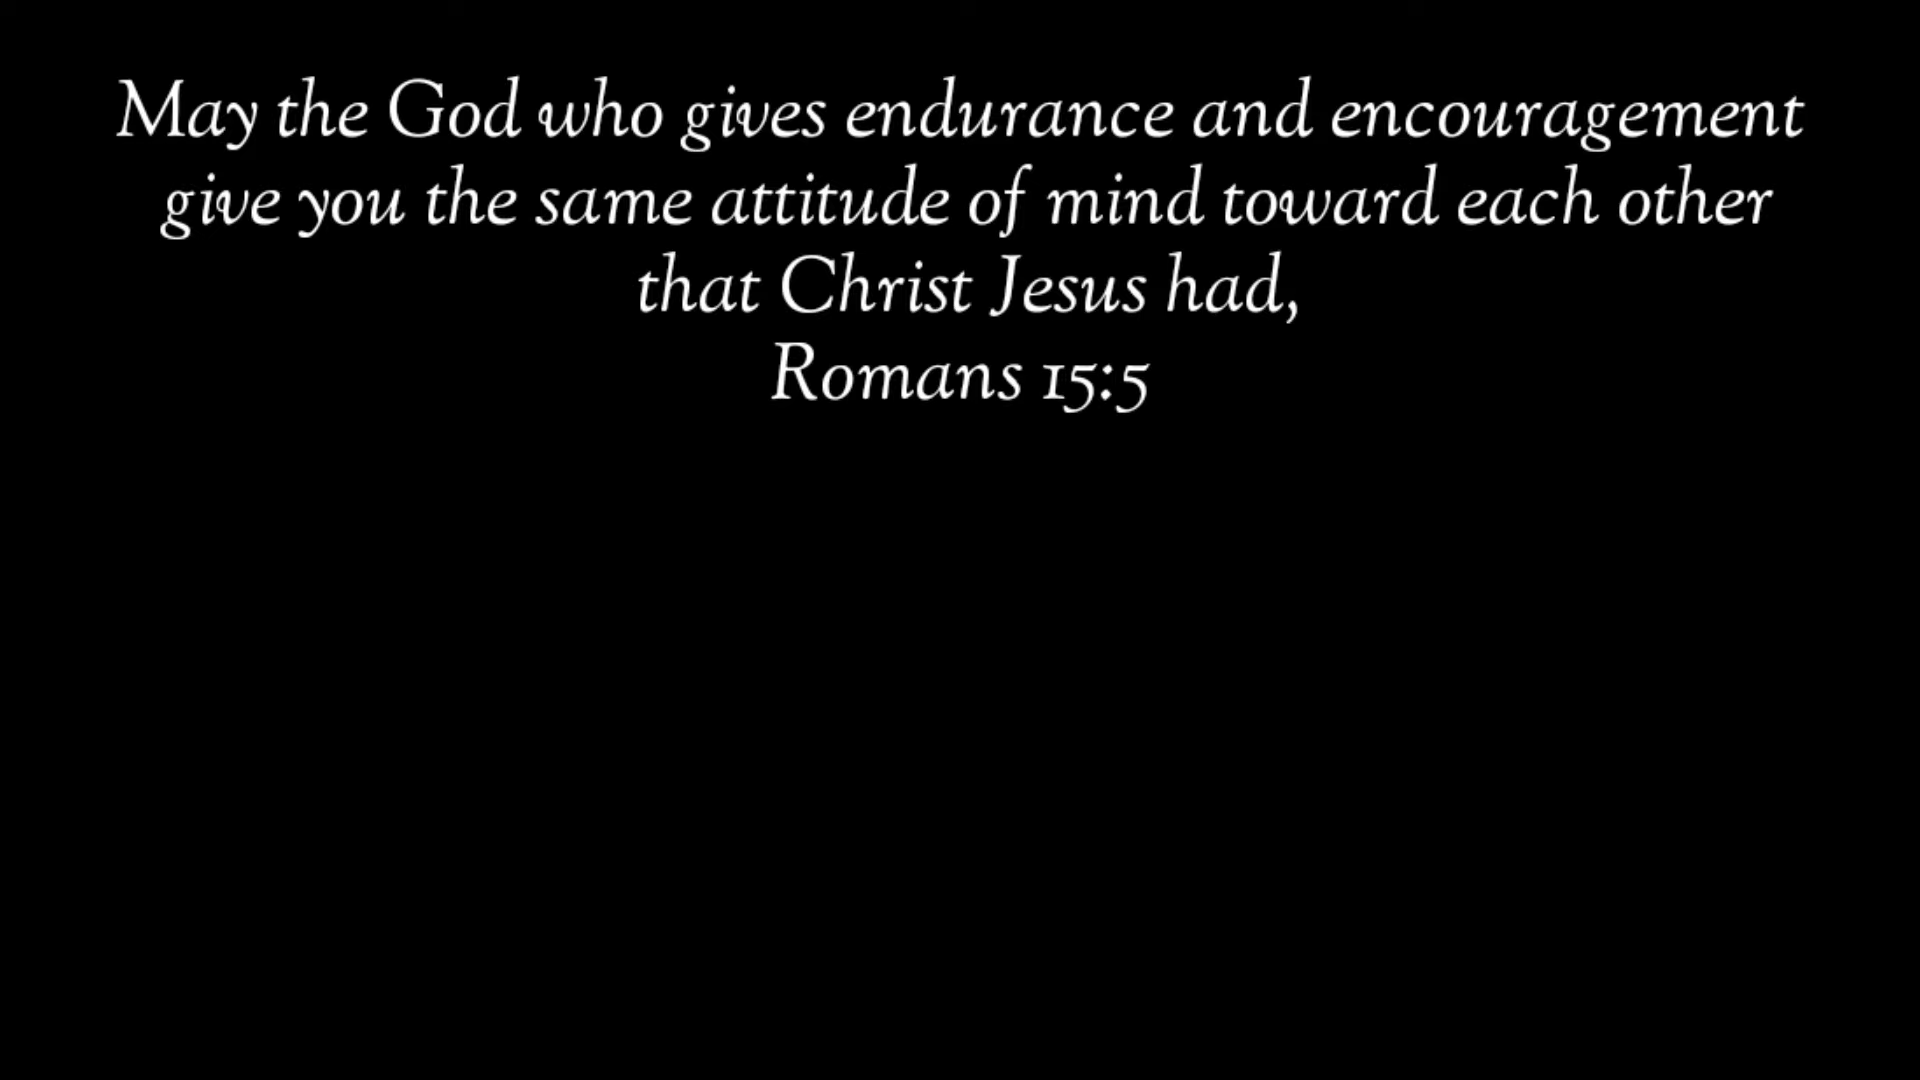 May the God who gives endurance and encouragement
give you the same attitude of mind toward each other
that Christ Jesus had,
Romans 15:5